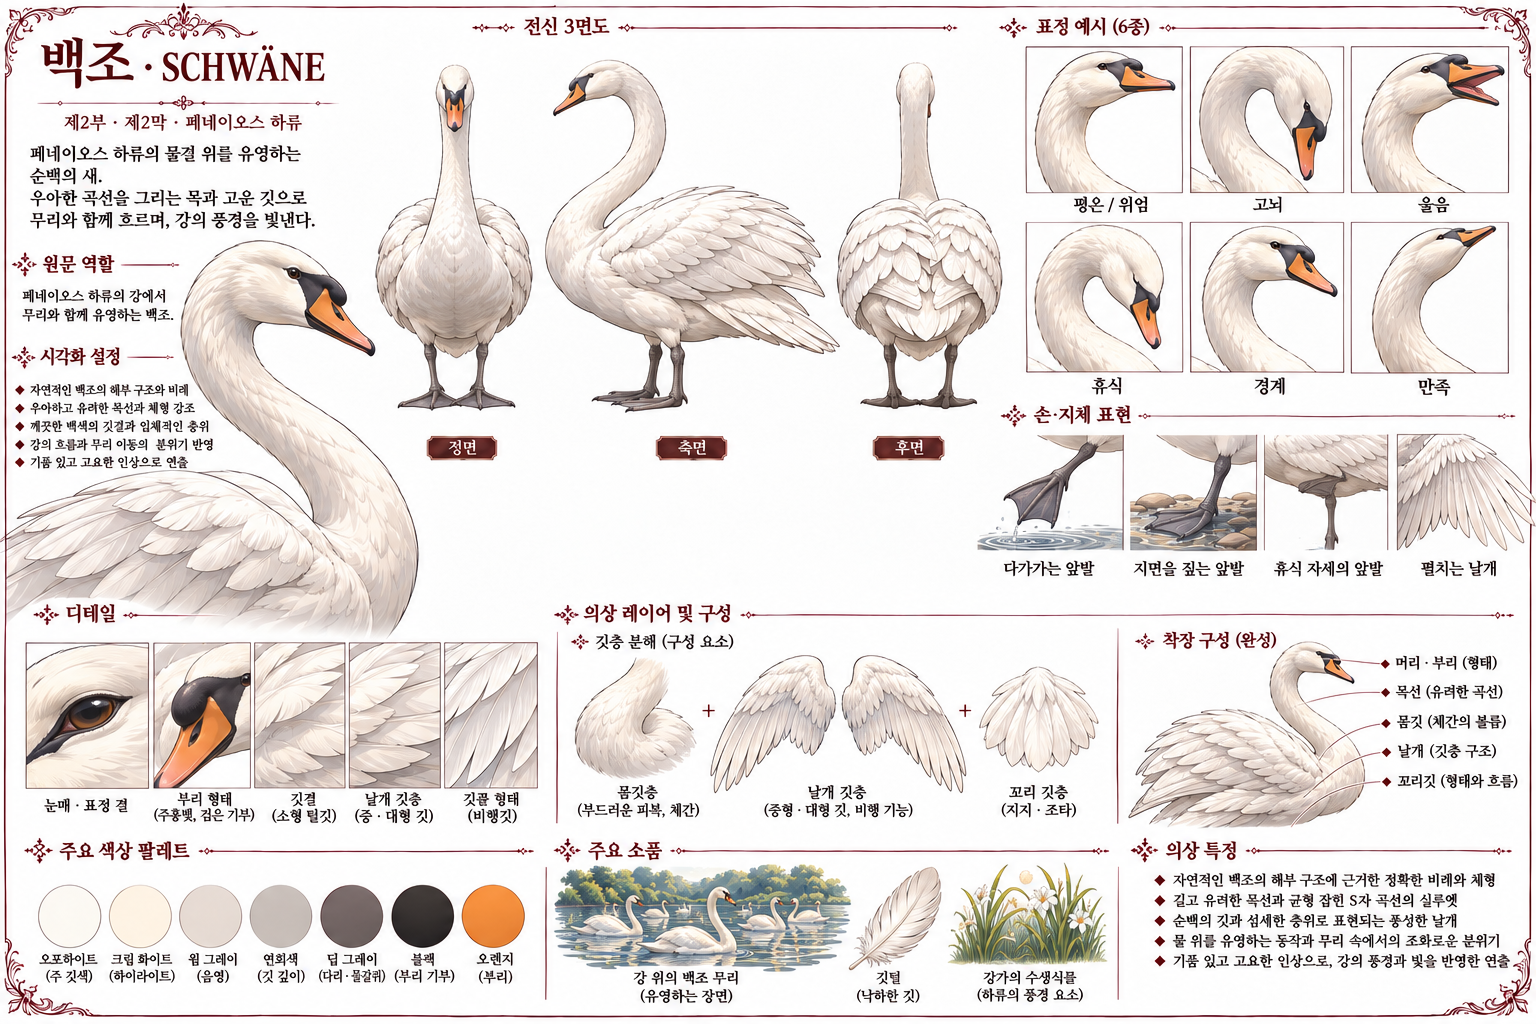 백조 · SCHWÄNE
제2부 · 제2막 · 페네이오스 하류
페네이오스 하류의 물결 위를 유영하는
순백의 새.
우아한 곡선을 그리는 목과 고운 깃으로
무리와 함께 흐르며, 강의 풍경을 빛낸다.
원문 역할
페네이오스 하류의 강에서
무리와 함께 유영하는 백조.
시각화 설정
자연적인 백조의 해부 구조와 비례
우아하고 유려한 목선과 체형 강조
깨끗한 백색의 깃결과 입체적인 층위
강의 흐름과 무리 이동의 분위기 반영
기품 있고 고요한 인상으로 연출
전신 3면도
정면
측면
후면
표정 예시 (6종)
평온 / 위엄
고뇌
울음
휴식
경계
만족
손·지체 표현
다가가는 앞발
지면을 짚는 앞발
휴식 자세의 앞발
펼치는 날개
디테일
눈매 · 표정 결
부리 형태
(주홍빛, 검은 기부)
깃결
(소형 털깃)
날개 깃층
(중 · 대형 깃)
깃풀 형태
(비행깃)
의상 레이어 및 구성
깃층 분해 (구성 요소)
+
+
몸깃층
(부드러운 피복, 체간)
날개 깃층
(중형 · 대형 깃, 비행 기능)
꼬리 깃층
(지지 · 조타)
착장 구성 (완성)
머리 · 부리 (형태)
목선 (유려한 곡선)
몸깃 (체간의 볼륨)
날개 (깃층 구조)
꼬리깃 (형태와 흐름)
주요 색상 팔레트
오프하이트
(주 깃색)
크림 화이트
(하이라이트)
웜 그레이
(음영)
연회색
(깃 깊이)
딥 그레이
(다리·물갈퀴)
블랙
(부리 기부)
오렌지
(부리)
주요 소품
강 위의 백조 무리
(유영하는 장면)
깃털
(낙하한 깃)
강가의 수생식물
(하류의 풍경 요소)
의상 특정
자연적인 백조의 해부 구조에 근거한 정확한 비례와 체형
길고 유려한 목선과 균형 잡힌 S자 곡선의 실루엣
순백의 깃과 섬세한 층위로 표현되는 풍성한 날개
물 위를 유영하는 동작과 무리 속에서의 조화로운 분위기
기품 있고 고요한 인상으로, 강의 풍경과 빛을 반영한 연출